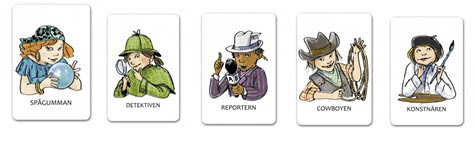 SPÅGUMMAN
DETEKTIVEN
REPORTERN
COWBOYEN
KONSTNÄREN